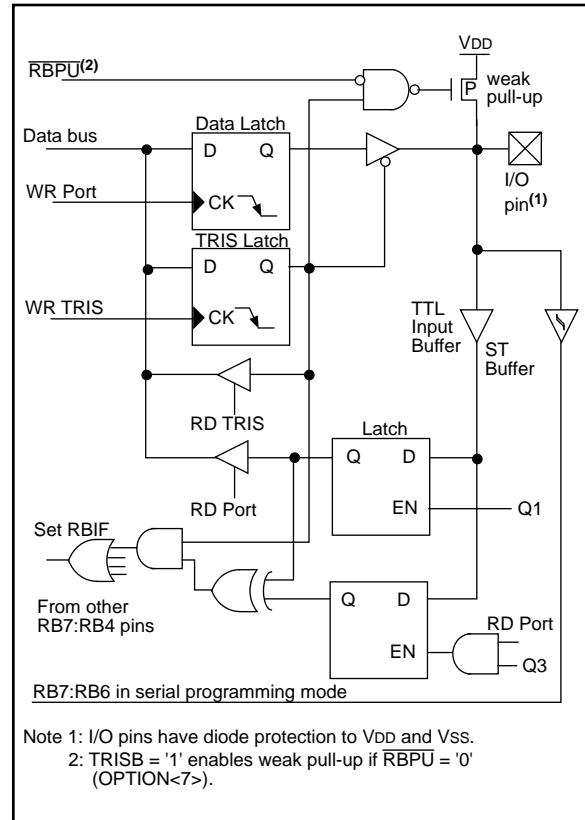 VDD
RBPU(2)
weak
pull-up
P
Data bus
Data Latch
D Q
WR Port
CK
I/O
pin(1)
TRIS Latch
D Q
WR TRIS
CK
TTL
Input
Buffer
ST
Buffer
RD TRIS
Latch
Q D
RD Port
EN
Q1
Set RBIF
From other
RB7:RB4 pins
Q D
RD Port
EN
Q3
RB7:RB6 in serial programming mode
Note 1: I/O pins have diode protection to VDD and VSS.
2: TRISB = '1' enables weak pull-up if RBPU = '0'
(OPTION<7>).